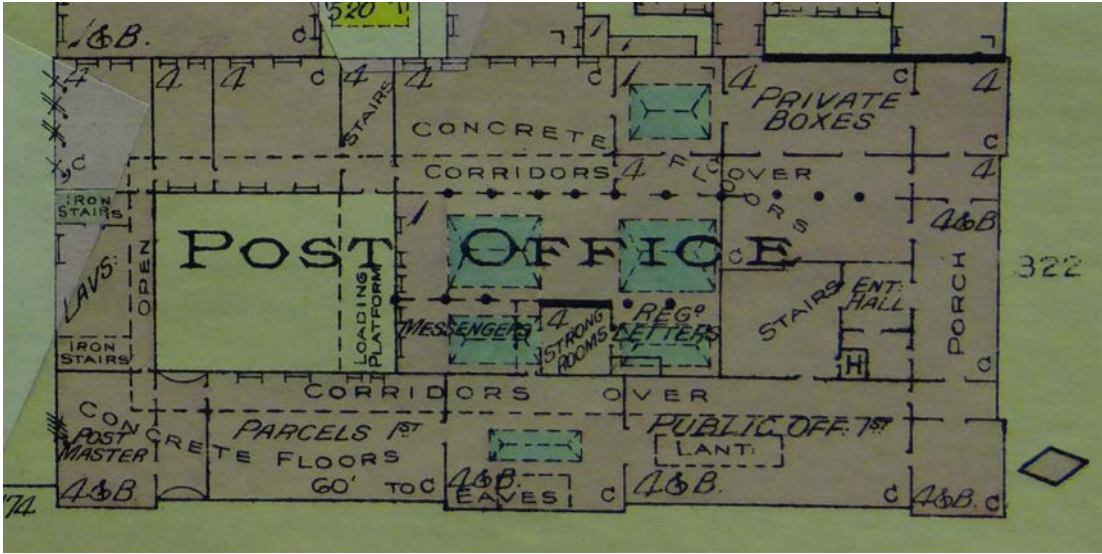 520
&B. C
4 4 4 C 4 4 C 4 C 4
STAIRS
PRIVATE
BOXES
CONCRETE FLOORS
C
C
CORRIDORS 4 OVER 4
IRON
STAIRS
4&B
POST OFFICE
C
OPEN
LAVS:
LOADING
PLATFORM
STAIRS
ENT:
HALL
PORCH
322
MESSENGERS
4
STRONG
ROOMS
REGD
LETTERS
IRON
STAIRS
H
C
CORRIDORS OVER
CONCRETE FLOORS
POST
MASTER
PARCELS 1ST
PUBLIC OFF. 1ST
LANT:
60' TO C
4&B.
4&B.
EAVES
C
4&B.
C
4&B. C
74